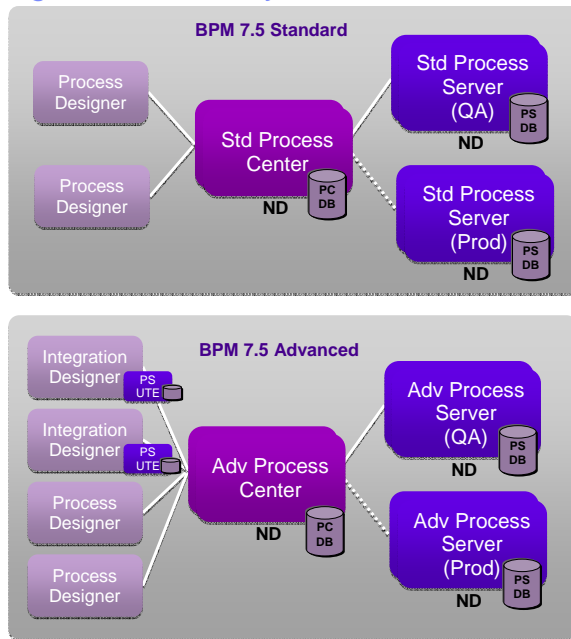 BPM 7.5 Standard
Process
Designer
Process
Designer
Std Process
Center
PC
DB
ND
Std Process
Server
(QA)
PS
DB
ND
Std Process
Server
(Prod)
PS
DB
ND
BPM 7.5 Advanced
Integration
Designer
PS
UTE
Integration
Designer
PS
UTE
Process
Designer
Process
Designer
Adv Process
Center
PC
DB
ND
Adv Process
Server
(QA)
PS
DB
ND
Adv Process
Server
(Prod)
PS
DB
ND